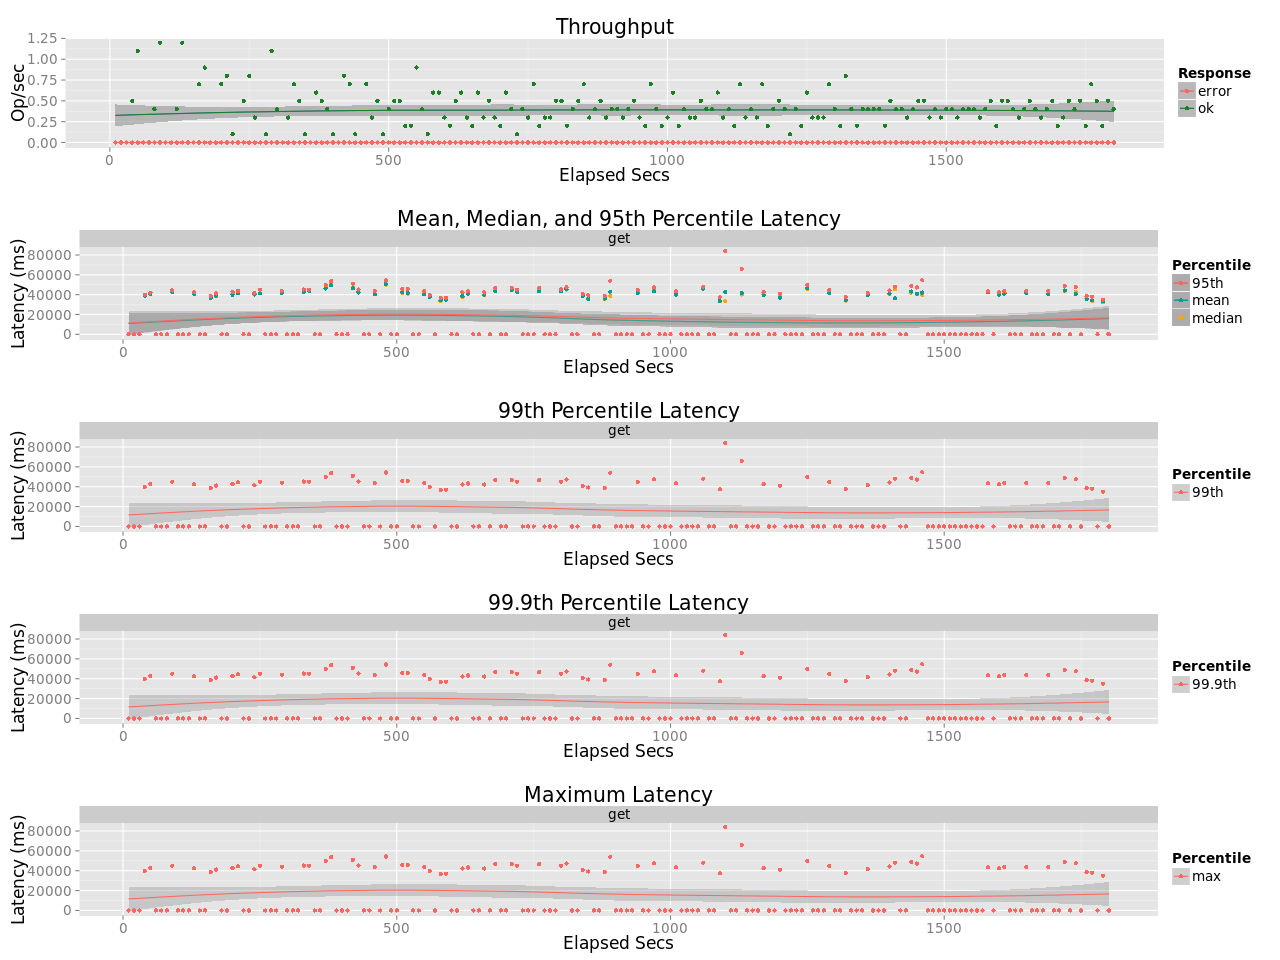 Throughput
1.25
1.00
0.75
0.50
0.25
0.00
Op/sec
0 500 1000 1500
Elapsed Secs
Response
error
ok
Mean, Median, and 95th Percentile Latency
get
80000
60000
40000
20000
0
Latency (ms)
0 500 1000 1500
Elapsed Secs
Percentile
95th
mean
median
99th Percentile Latency
get
80000
60000
40000
20000
0
Latency (ms)
0 500 1000 1500
Elapsed Secs
Percentile
99th
99.9th Percentile Latency
get
80000
60000
40000
20000
0
Latency (ms)
0 500 1000 1500
Elapsed Secs
Percentile
99.9th
Maximum Latency
get
80000
60000
40000
20000
0
Latency (ms)
0 500 1000 1500
Elapsed Secs
Percentile
max